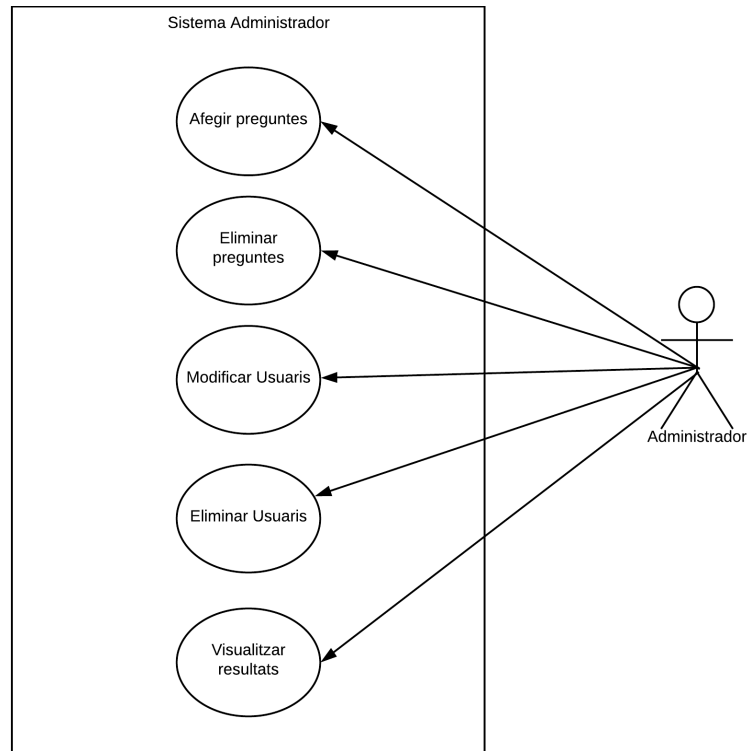 Sistema Administrador
Afegir preguntes
Eliminar
preguntes
Modificar Usuaris
Administrador
Eliminar Usuaris
Visualitzar
resultats